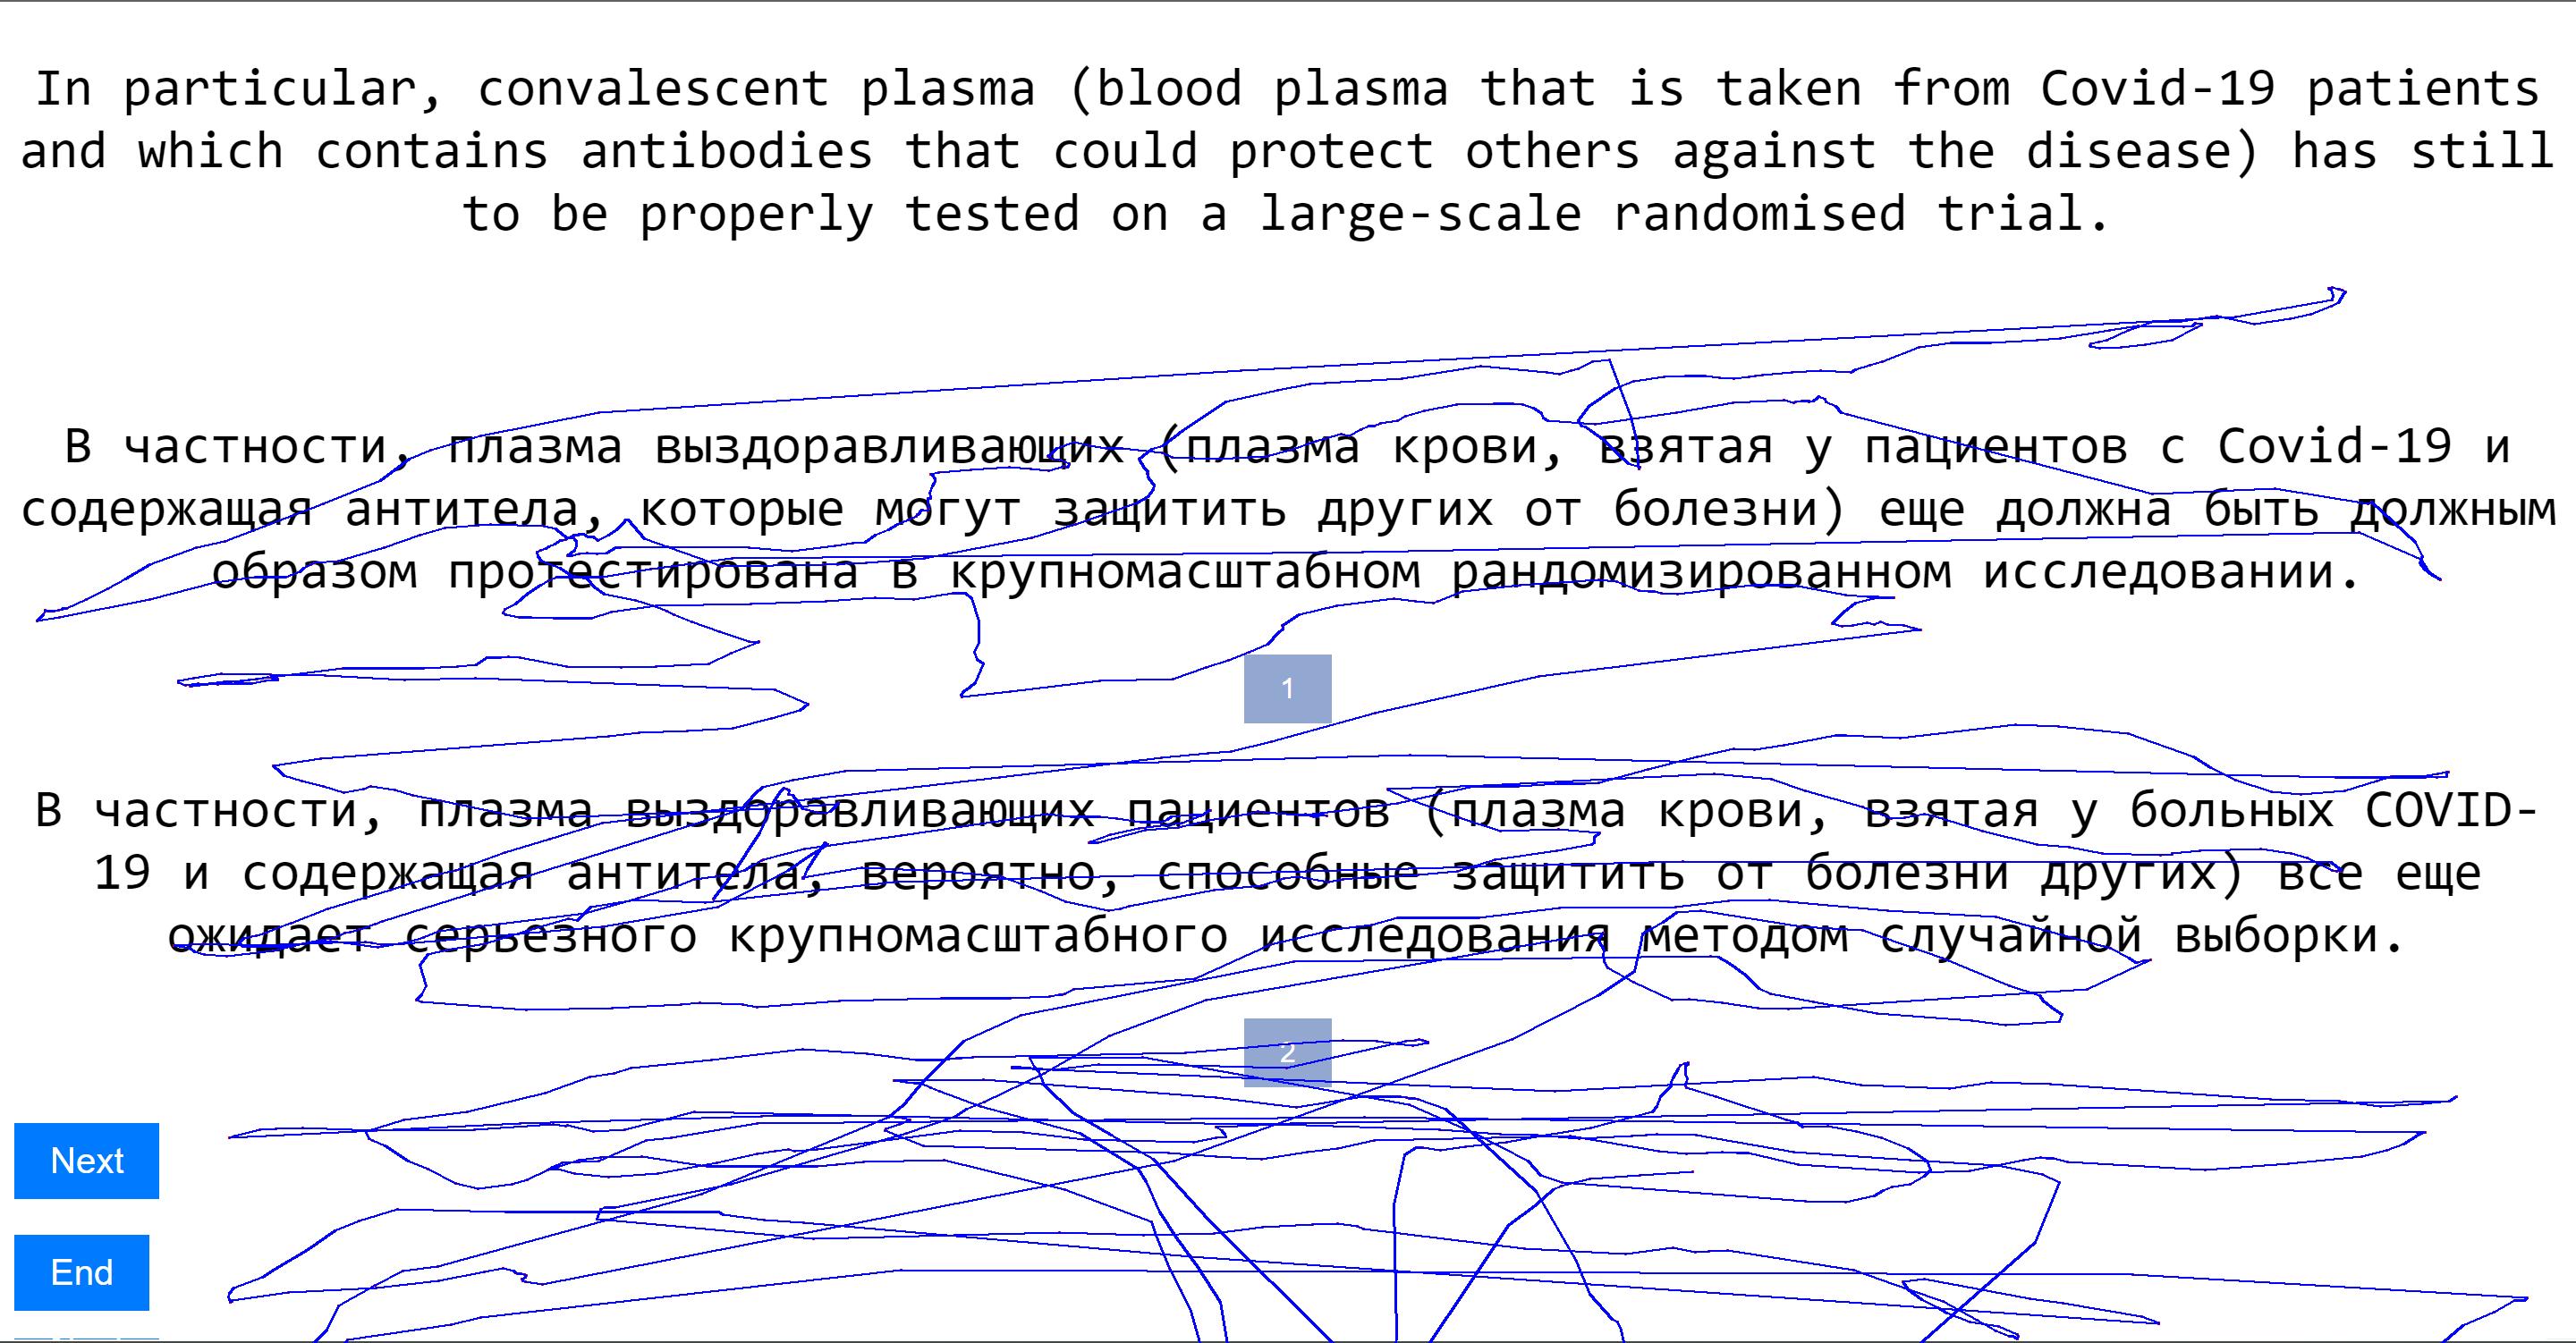 In particular, convalescent plasma (blood plasma that is taken from Covid-19 patients
and which contains antibodies that could protect others against the disease) has still
to be properly tested on a large-scale randomised trial.
В частности, плазма выздоравливающих (плазма крови, взятая у пациентов с Covid-19 и
содержащая антитела, которые могут защитить других от болезни) еще должна быть должным
образом протестирована в крупномасштабном рандомизированном исследовании.
1
В частности, плазма выздоравливающих пациентов (плазма крови, взятая у больных COVID-
19 и содержащая антитела, вероятно, способные защитить от болезни других) все еще
ожидает серьезного крупномасштабного исследования методом случайной выборки.
2
Next
End